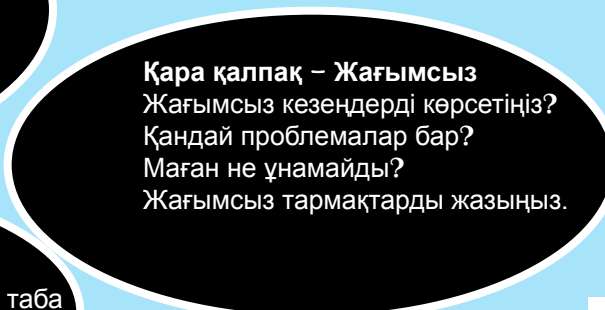 Қара қалпақ – Жағымсыз
Жағымсыз кезеңдерді көрсетіңіз?
Қандай проблемалар бар?
Маған не ұнамайды?
Жағымсыз тармақтарды жазыңыз.
таба